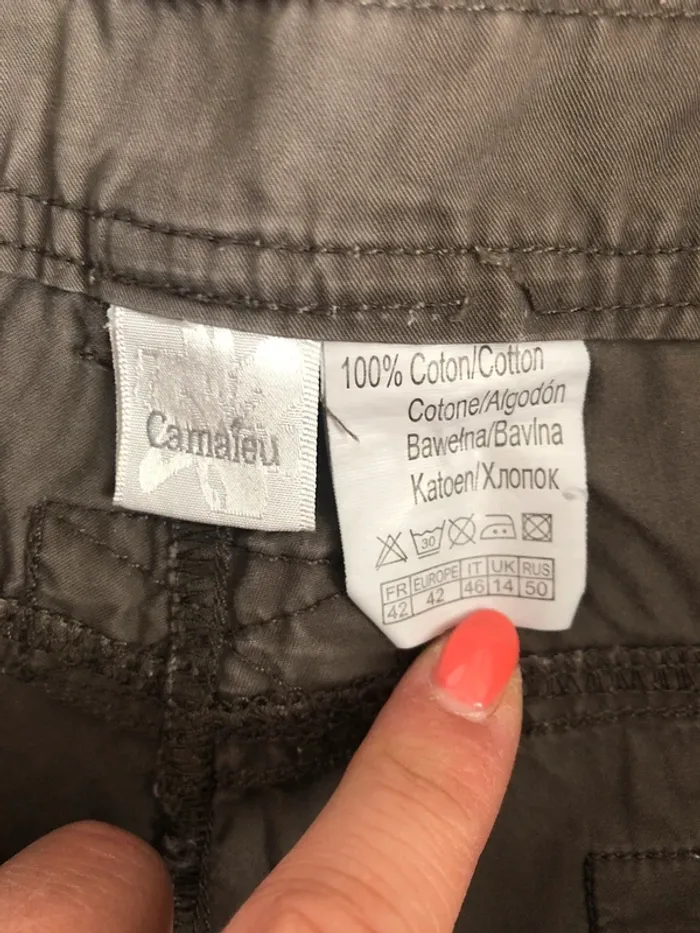 Camaïeu
100% Coton/Cotton
Cotone/Algodón
Bawełna/Bavlna
Katoen/Хлопок
30
FR EUROPE IT UK RUS
42 42 46 14 50